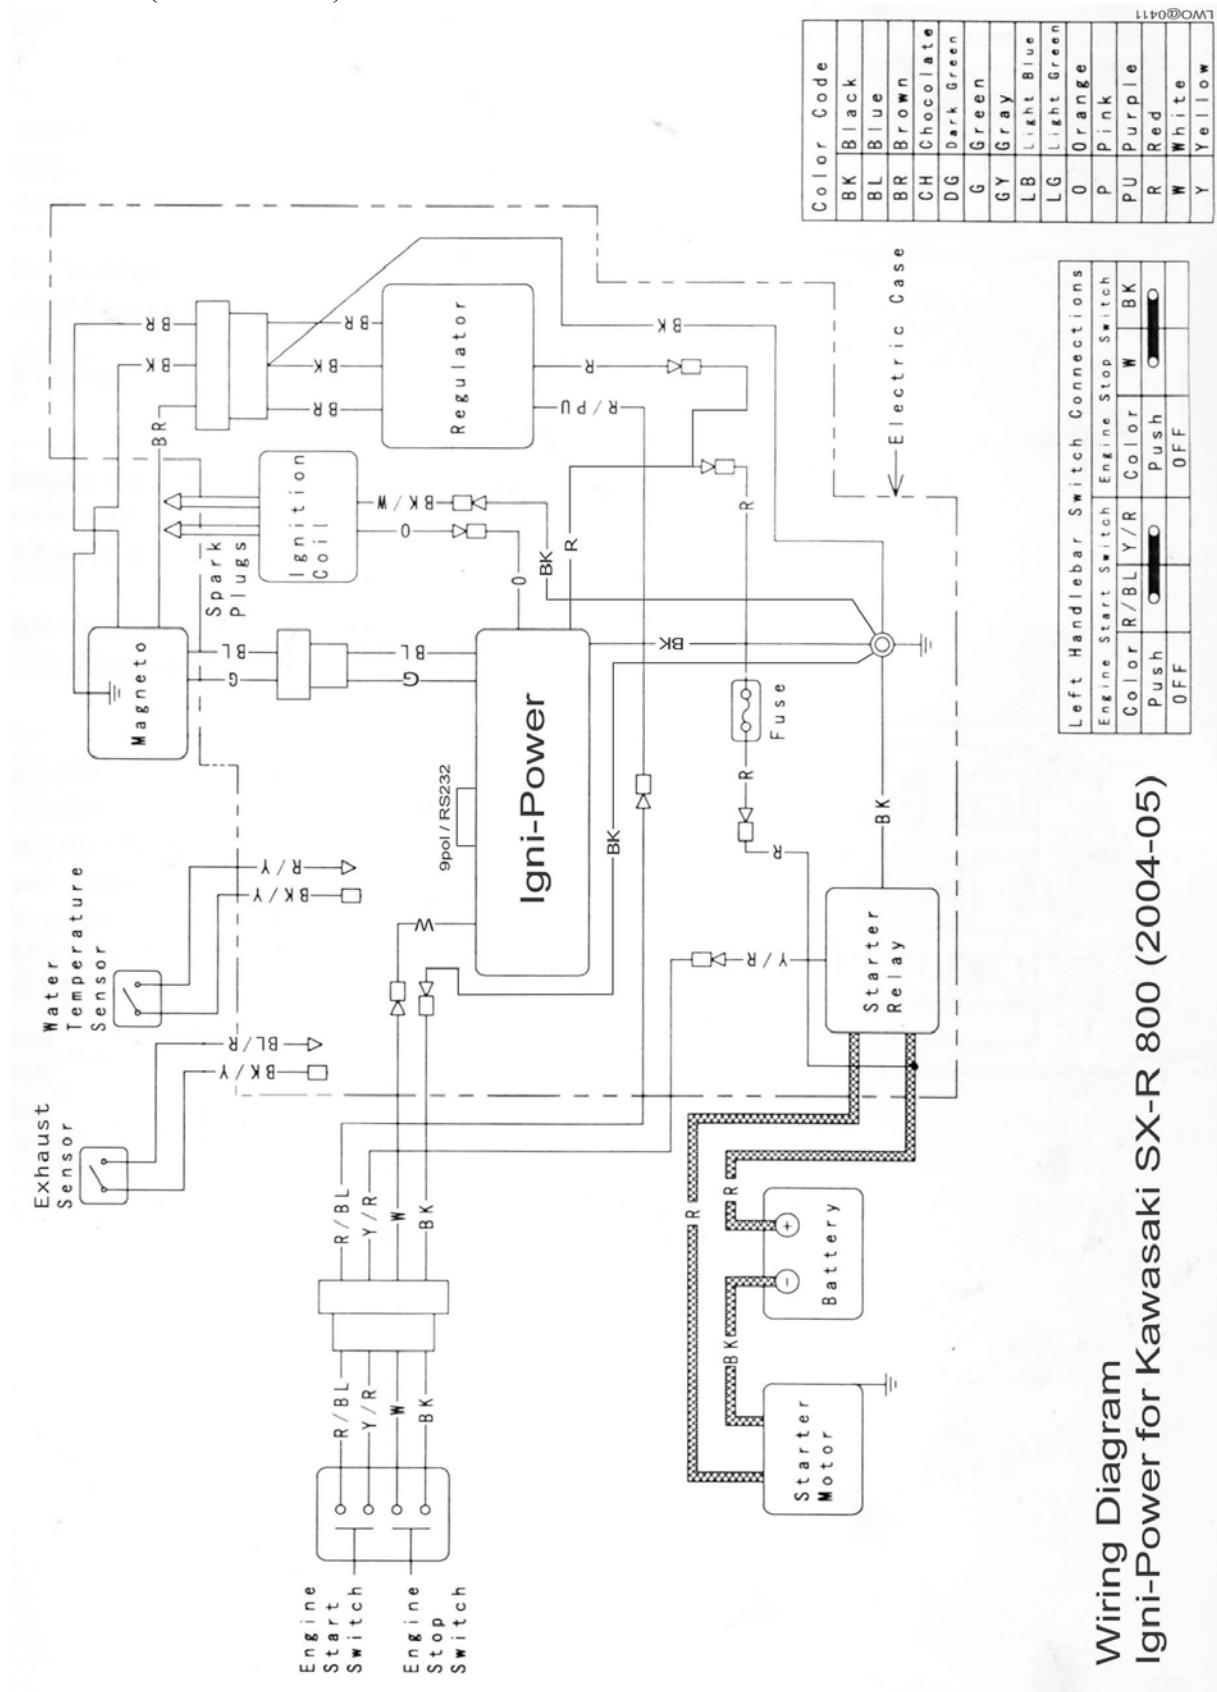 LWO@0411
Color Code
BK Black
BL Blue
BR Brown
CH Chocolate
DG Dark Green
G Green
GY Gray
LB Light Blue
LG Light Green
O Orange
P Pink
PU Purple
R Red
W White
Y Yellow
Left Handlebar Switch Connections
Engine Start Switch Engine Stop Switch
Color R/BL Y/R Color W BK
Push Push
OFF OFF
Electric Case
Magneto
BR
BK
BR
BR
BK
BR
Regulator
R
R/PU
BK
Spark
Plugs
Ignition
Coil
BK/W
O
O
BK
R
BL
G
BL
G
9pol / RS232
Igni-Power
W
BK
BK
R
Fuse
R
R
BK
Starter
Relay
Y/R
Water
Temperature
Sensor
R/Y
BK/Y
Exhaust
Sensor
BL/R
BK/Y
R/BL
Y/R
W
BK
R/BL
Y/R
W
BK
Engine
Start
Switch
Engine
Stop
Switch
R
R
BK
+
-
Battery
Starter
Motor
Wiring Diagram
Igni-Power for Kawasaki SX-R 800 (2004-05)